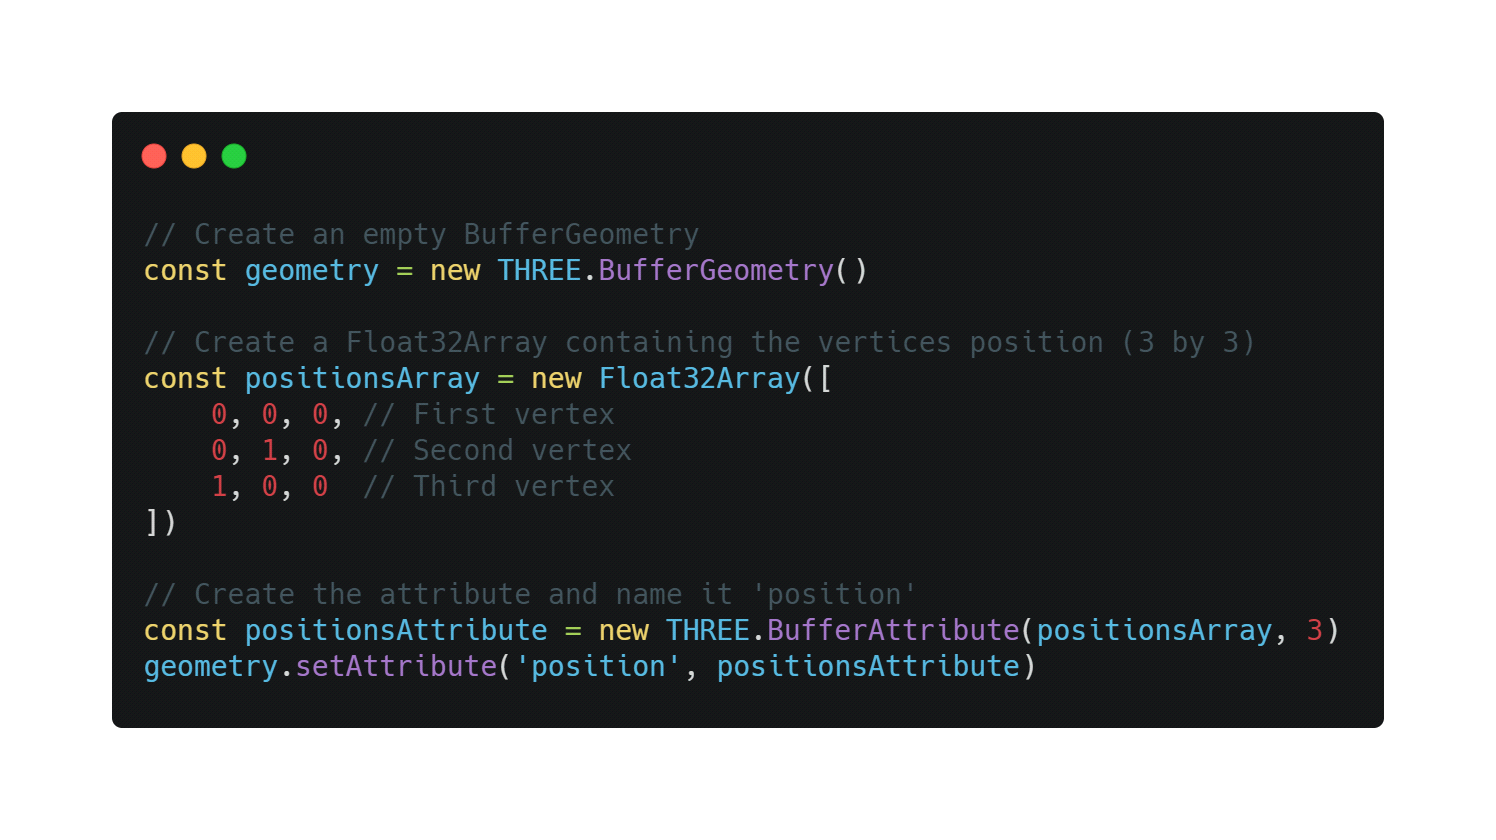 // Create an empty BufferGeometry
const geometry = new THREE.BufferGeometry()
// Create a Float32Array containing the vertices position (3 by 3)
const positionsArray = new Float32Array([
    0, 0, 0, // First vertex
    0, 1, 0, // Second vertex
    1, 0, 0  // Third vertex
])
// Create the attribute and name it 'position'
const positionsAttribute = new THREE.BufferAttribute(positionsArray, 3)
geometry.setAttribute('position', positionsAttribute)